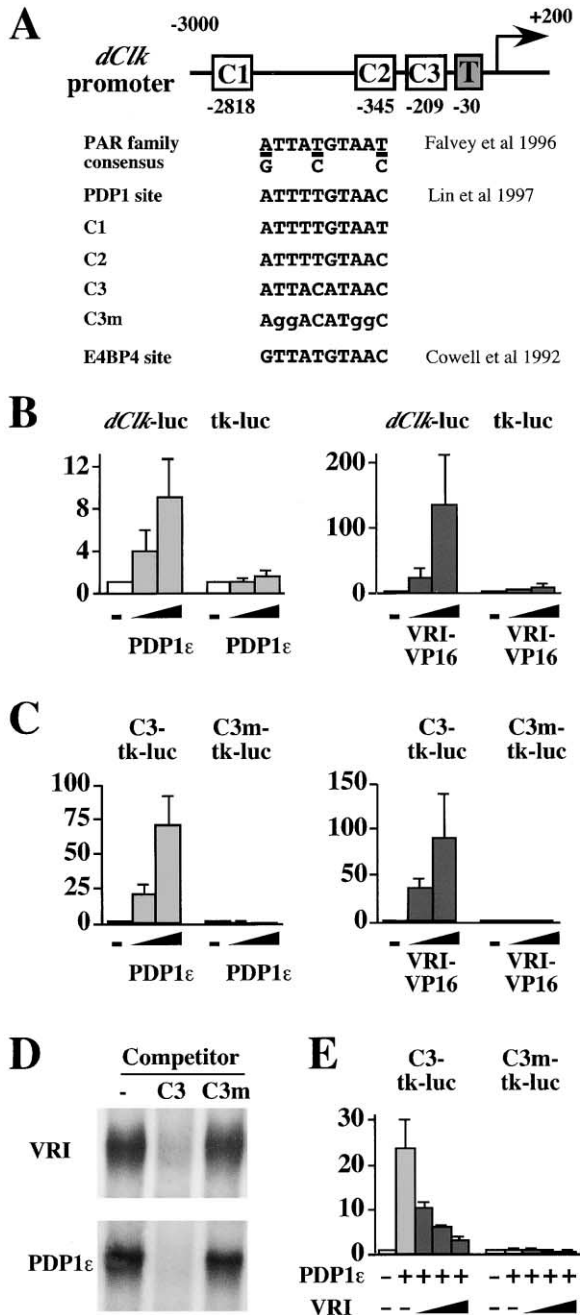 A
-3000
+200
dClk
promoter
C1 C2 C3 T
-2818 -345 -209 -30
PAR family ATTATGTAAT Falvey et al 1996
consensus G C C
PDP1 site ATTTTGTAAC Lin et al 1997
C1 ATTTTGTAAT
C2 ATTTTGTAAC
C3 ATTACATAAC
C3m AggACATggC
E4BP4 site GTTATGTAAC Cowell et al 1992
B
dClk-luc tk-luc dClk-luc tk-luc
12
8
4
0
200
100
0
- - - -
PDP1ε PDP1ε VRI- VRI-
VP16 VP16
C
C3- C3m- C3- C3m-
tk-luc tk-luc tk-luc tk-luc
100
75
50
25
0
150
100
50
0
- - - -
PDP1ε PDP1ε VRI- VRI-
VP16 VP16
D
Competitor
- C3 C3m
VRI
PDP1ε
E
C3- C3m-
tk-luc tk-luc
30
20
10
0
PDP1ε - + + + + - + + + +
VRI - - - -